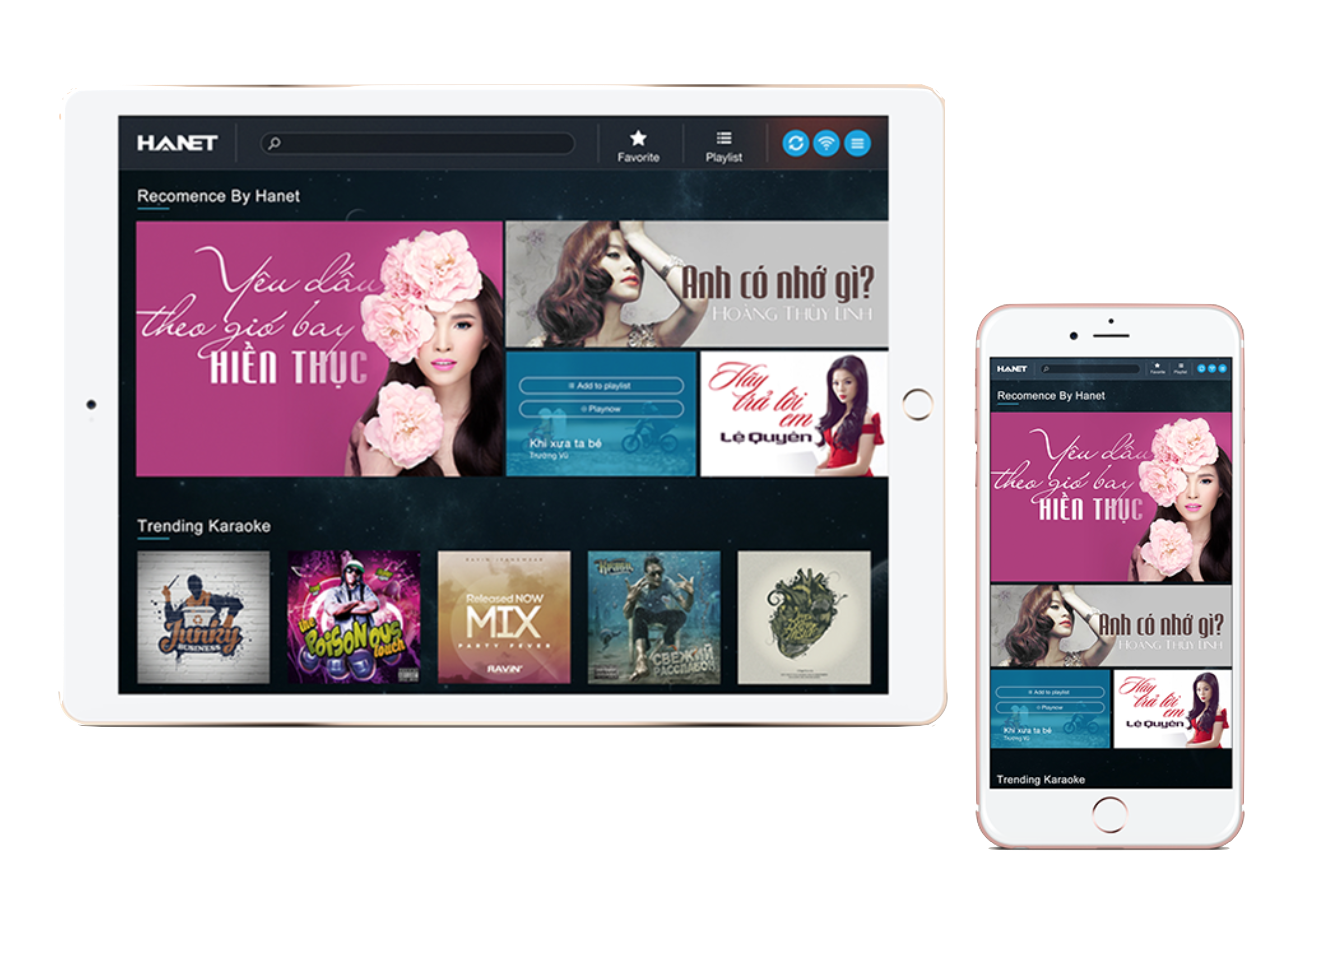 HANET
Favorite
Playlist
Recomence By Hanet
Yêu dấu
theo gió bay
HIỀN THỤC
Anh có nhớ gì?
HOÀNG THÙY LINH
Add to playlist
Playnow
Khi xưa ta bé
Trường Vũ
Hãy
trả lời
em
Lệ Quyên
Trending Karaoke
Junky
BUSINESS
the
POISONOUS
touch
Released NOW
MIX
PARTY FEVER
RAVIN'
СВЕЖИЙ
HANET
Favorite
Playlist
Recomence By Hanet
Yêu dấu
theo gió bay
HIỀN THỤC
Anh có nhớ gì?
HOÀNG THÙY LINH
Add to playlist
Playnow
Khi xưa ta bé
Trường Vũ
Hãy
trả lời
em
Lệ Quyên
Trending Karaoke